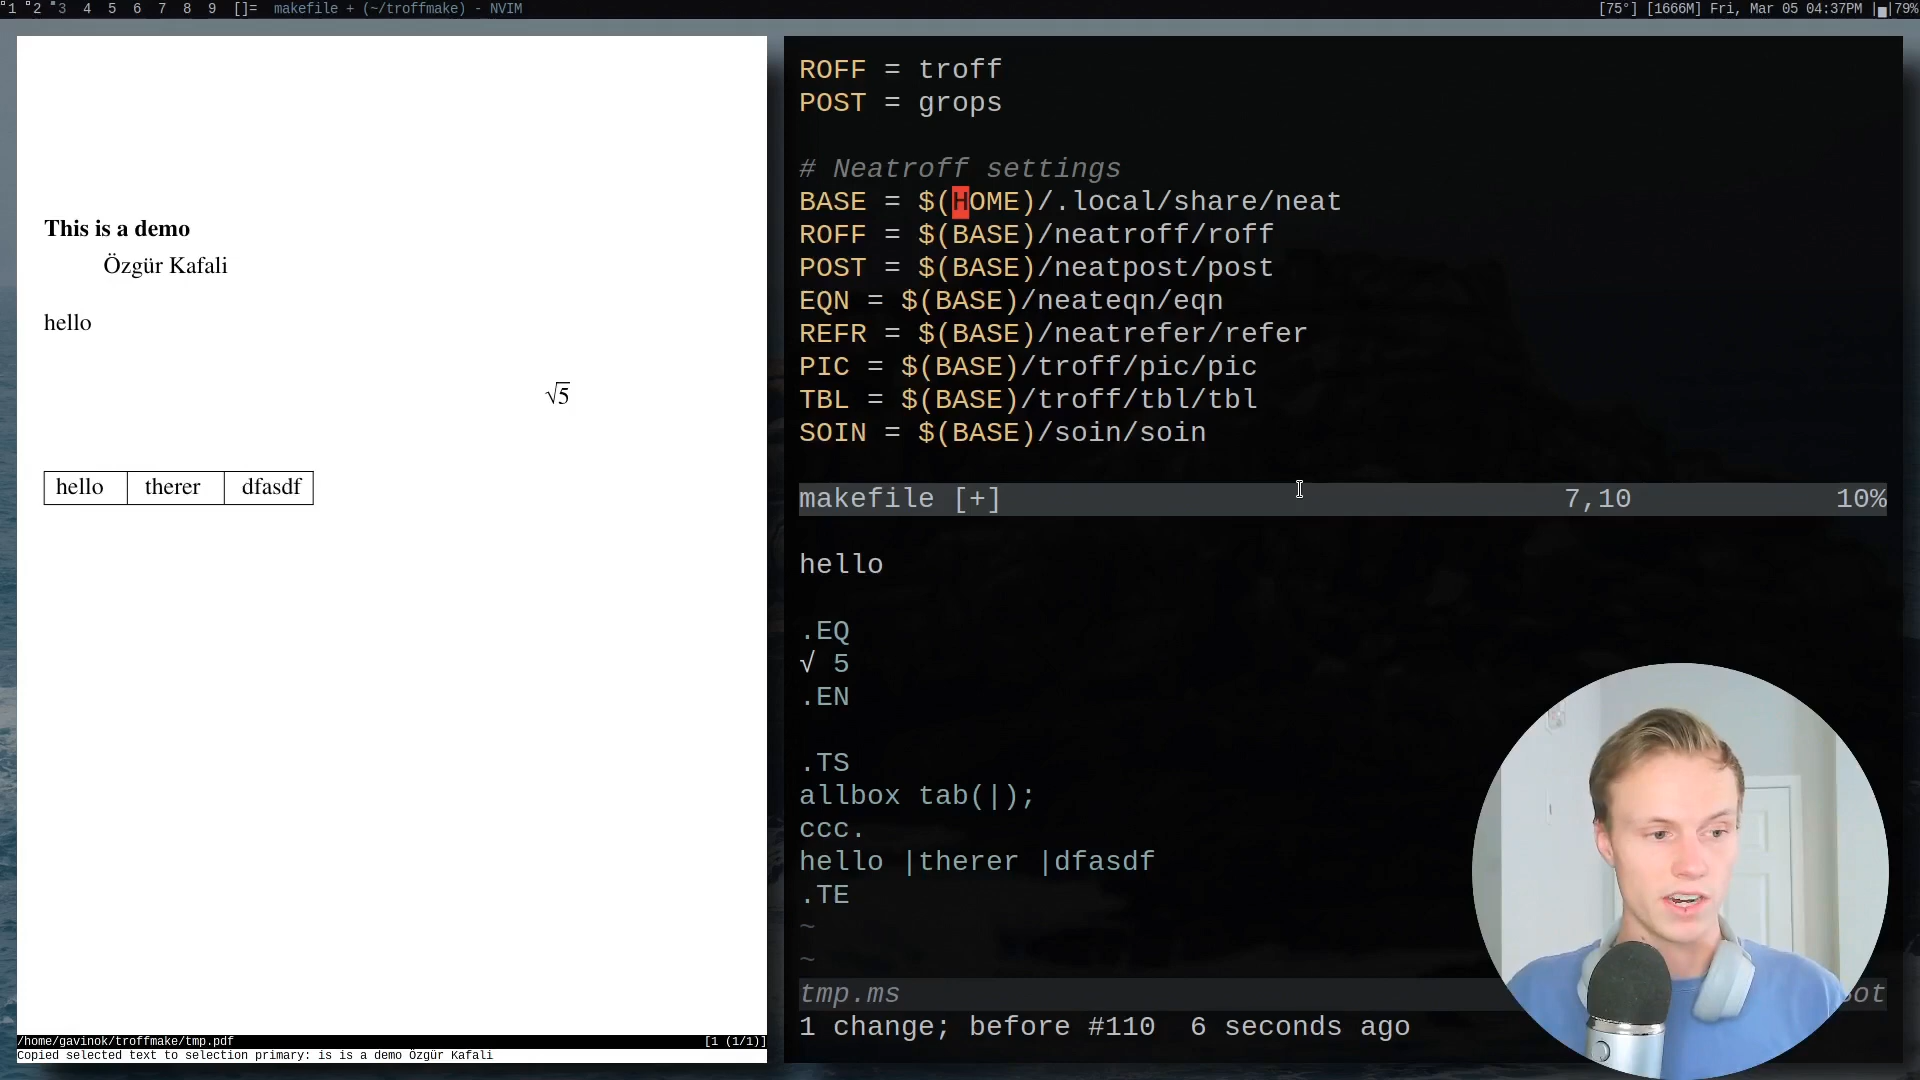 1 2 3 4 5 6 7 8 9 []= makefile + (~/troffmake) - NVIM
[75°] [1666M] Fri, Mar 05 04:37PM |▄|79%
This is a demo
Özgür Kafali
hello
√5
hello therer dfasdf
/home/gavinok/troffmake/tmp.pdf [1 (1/1)]
Copied selected text to selection primary: is is a demo Özgür Kafali
ROFF = troff
POST = grops
# Neatroff settings
BASE = $(HOME)/.local/share/neat
ROFF = $(BASE)/neatroff/roff
POST = $(BASE)/neatpost/post
EQN = $(BASE)/neateqn/eqn
REFR = $(BASE)/neatrefer/refer
PIC = $(BASE)/troff/pic/pic
TBL = $(BASE)/troff/tbl/tbl
SOIN = $(BASE)/soin/soin
makefile [+] 7,10 10%
hello
.EQ
√ 5
.EN
.TS
allbox tab(|);
ccc.
hello |therer |dfasdf
.TE
~
~
tmp.ms
1 change; before #110 6 seconds ago